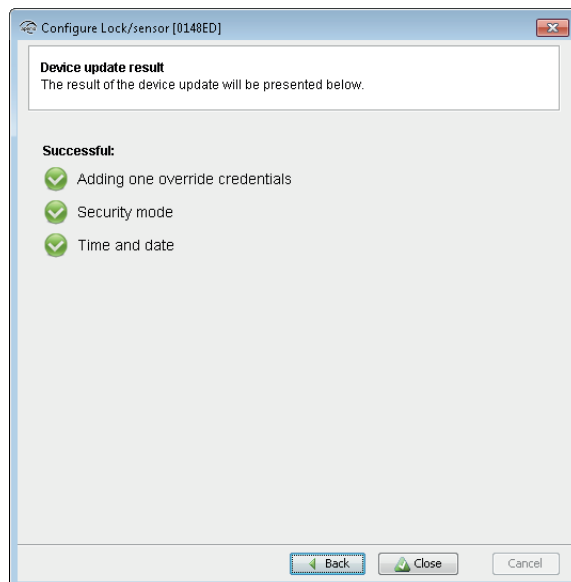 Configure Lock/sensor [0148ED]
Device update result
The result of the device update will be presented below.
Successful:
Adding one override credentials
Security mode
Time and date
Back Close Cancel